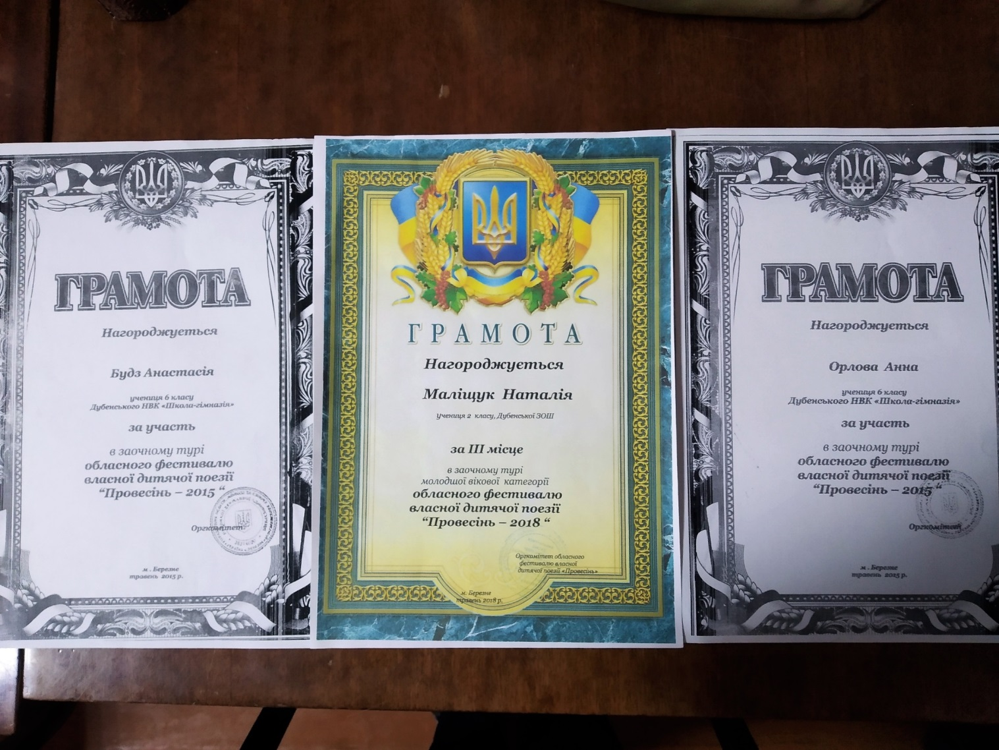 ГРАМОТА
Нагороджується
Будз Анастасія
учениця 6 класу
Дубенського НВК «Школа-гімназія»
за участь
в заочному турі
обласного фестивалю
власної дитячої поезії
“Провесінь – 2015 “
Оргкомітет
м . Березне
травень 2015 р.
ГРАМОТА
Нагороджується
Маліщук Наталія
учениця 2 класу, Дубенської ЗОШ
за III місце
в заочному турі
молодшої вікової категорії
обласного фестивалю
власної дитячої поезії
“Провесінь – 2018 “
Оргкомітет обласного
фестивалю власної
дитячої поезії «Провесінь»
м. Березне
травень 2018 р.
ГРАМОТА
Нагороджується
Орлова Анна
учениця 6 класу
Дубенського НВК «Школа-гімназія»
за участь
в заочному турі
обласного фестивалю
власної дитячої поезії
“Провесінь – 2015 “
Оргкомітет
м . Березне
травень 2015 р.